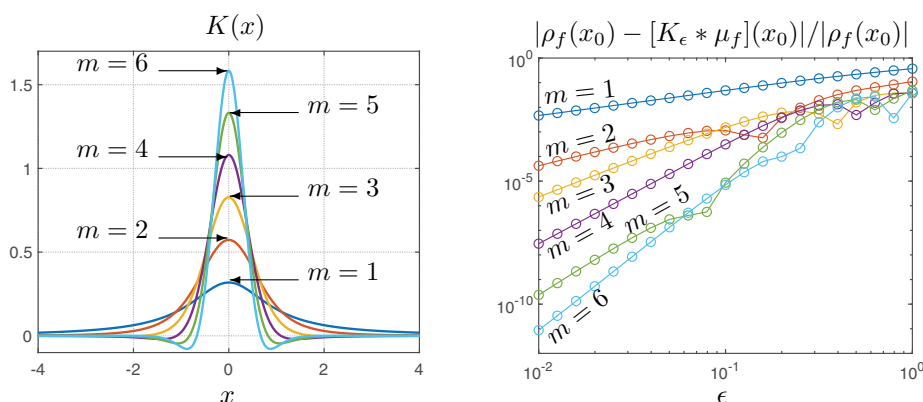 K(x)
m = 6
m = 5
m = 4
m = 3
m = 2
m = 1
1.5
1
0.5
0
-4
-2
0
2
4
x
|ρ_f(x_0) − [K_ϵ ∗ μ_f](x_0)|/|ρ_f(x_0)|
10^0
10^-5
10^-10
m = 1
m = 2
m = 3
m = 4
m = 5
m = 6
10^-2
10^-1
10^0
ϵ